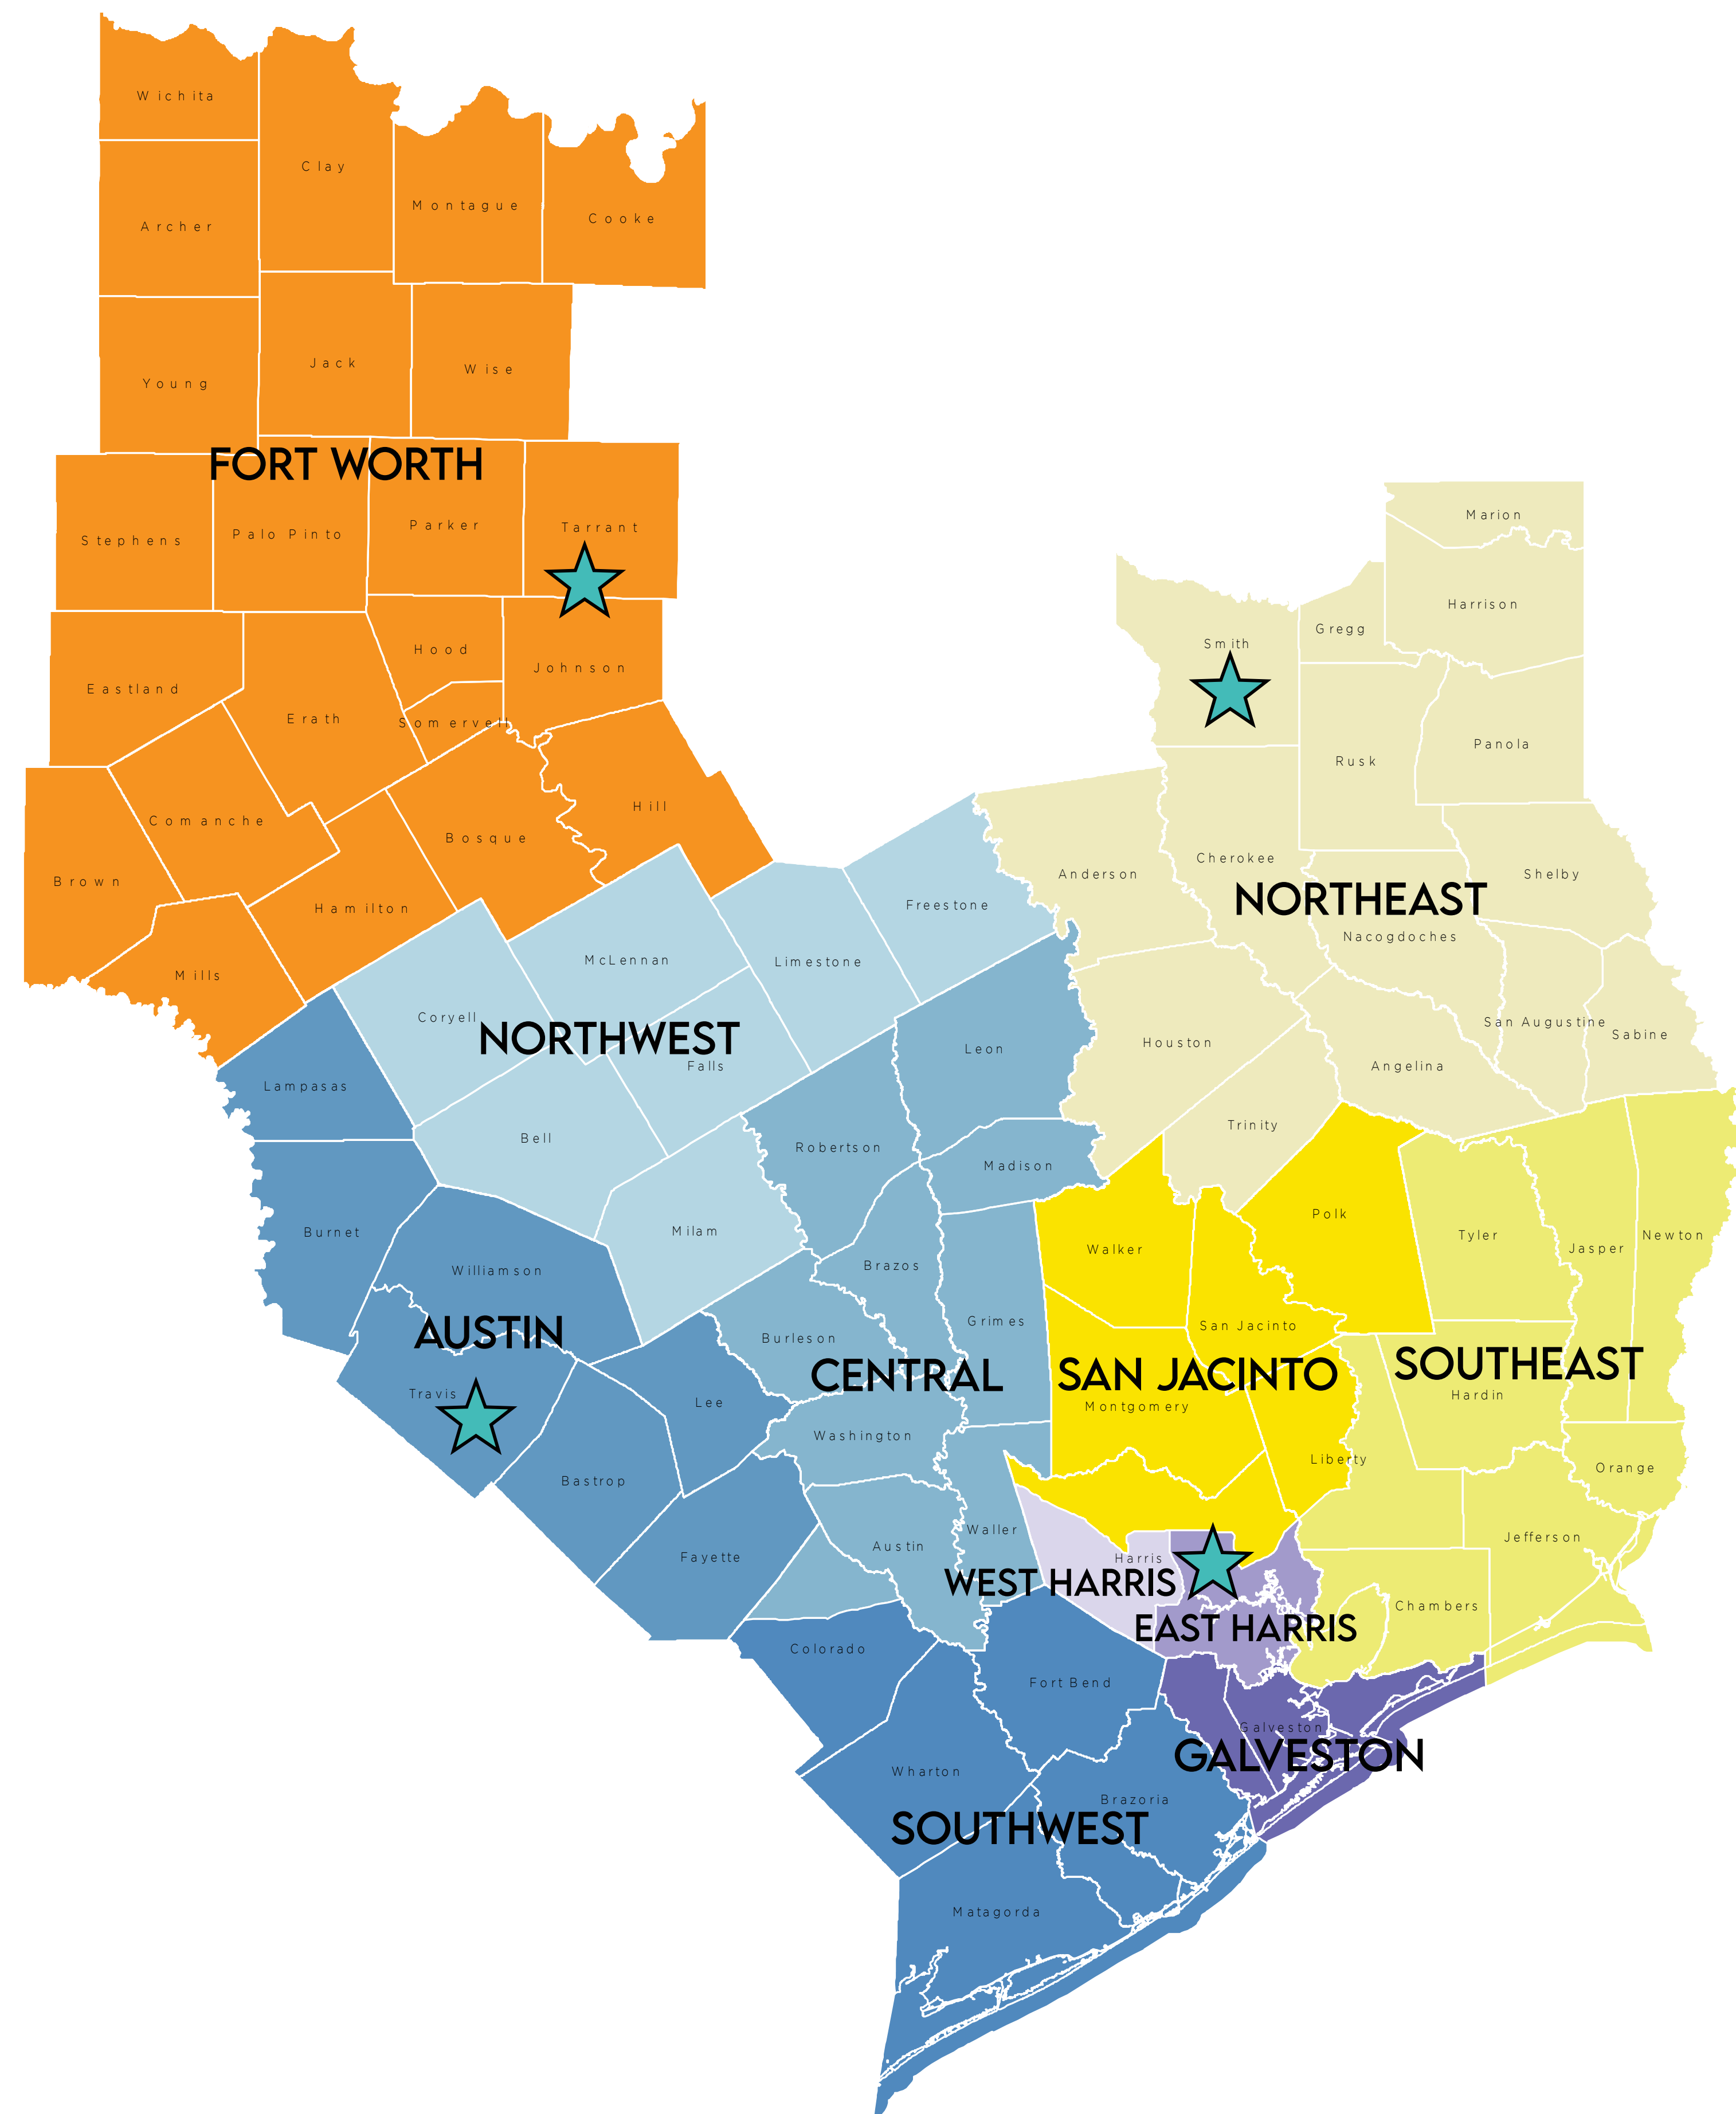 Wichita
Clay
Montague
Cooke
Archer
Jack
Wise
Young
FORT WORTH
Stephens
Palo Pinto
Parker
Tarrant
Hood
Johnson
Eastland
Erath
Somervell
Hill
Comanche
Bosque
Brown
Hamilton
Mills
Marion
Harrison
Gregg
Smith
Panola
Rusk
Cherokee
Anderson
Shelby
NORTHEAST
Nacogdoches
San Augustine
Sabine
Houston
Angelina
Trinity
Freestone
McLennan
Limestone
Coryell
NORTHWEST
Falls
Bell
Milam
Leon
Robertson
Madison
Brazos
Grimes
Burleson
CENTRAL
Washington
Austin
Waller
Lampasas
Burnet
Williamson
AUSTIN
Travis
Lee
Bastrop
Fayette
Polk
Walker
San Jacinto
SAN JACINTO
Montgomery
Liberty
Tyler
Jasper
Newton
SOUTHEAST
Hardin
Orange
Jefferson
Chambers
Harris
WEST HARRIS
EAST HARRIS
Colorado
Fort Bend
Galveston
GALVESTON
Wharton
Brazoria
SOUTHWEST
Matagorda